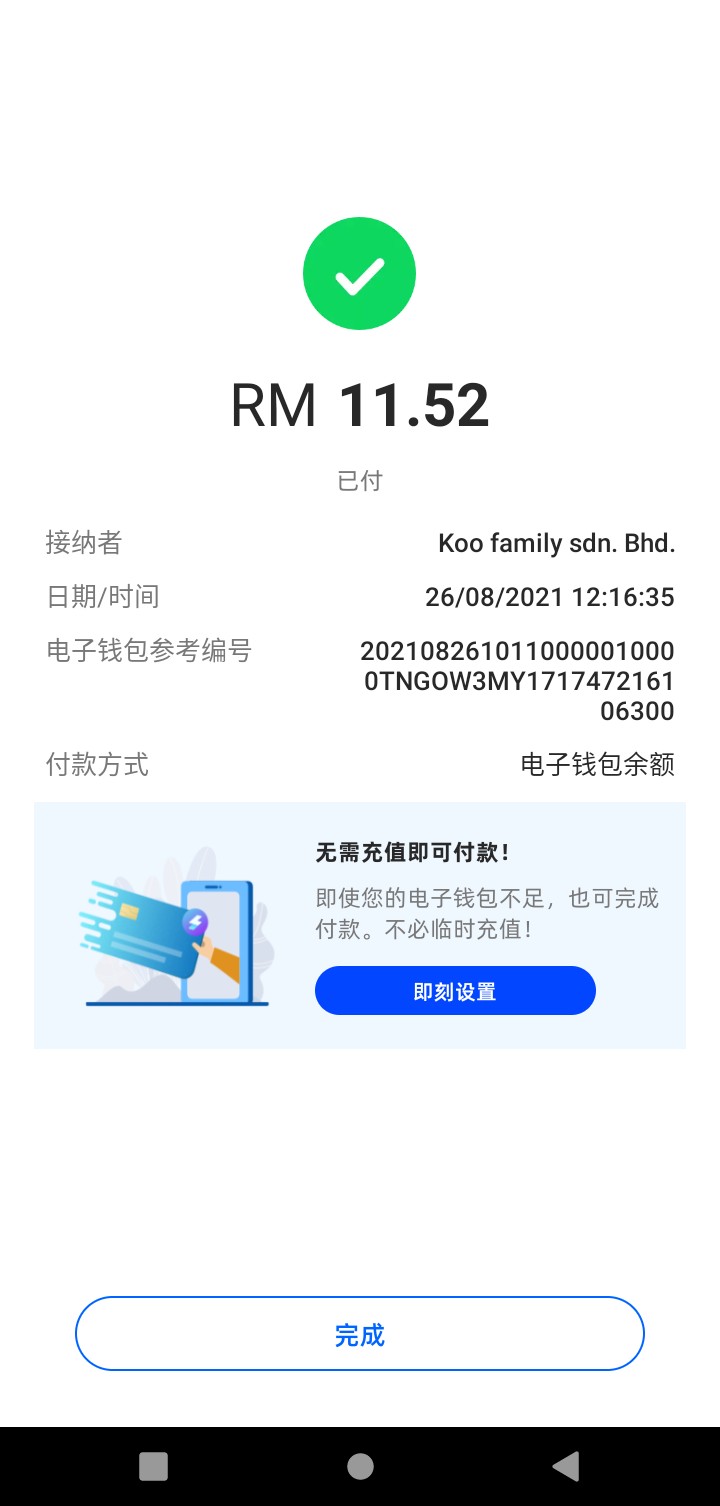 RM 11.52
已付
接纳者 Koo family sdn. Bhd.
日期/时间 26/08/2021 12:16:35
电子钱包参考编号 202108261011000001000
0TNGOW3MY1717472161
06300
付款方式 电子钱包余额
无需充值即可付款！
即使您的电子钱包不足，也可完成
付款。不必临时充值！
即刻设置
完成